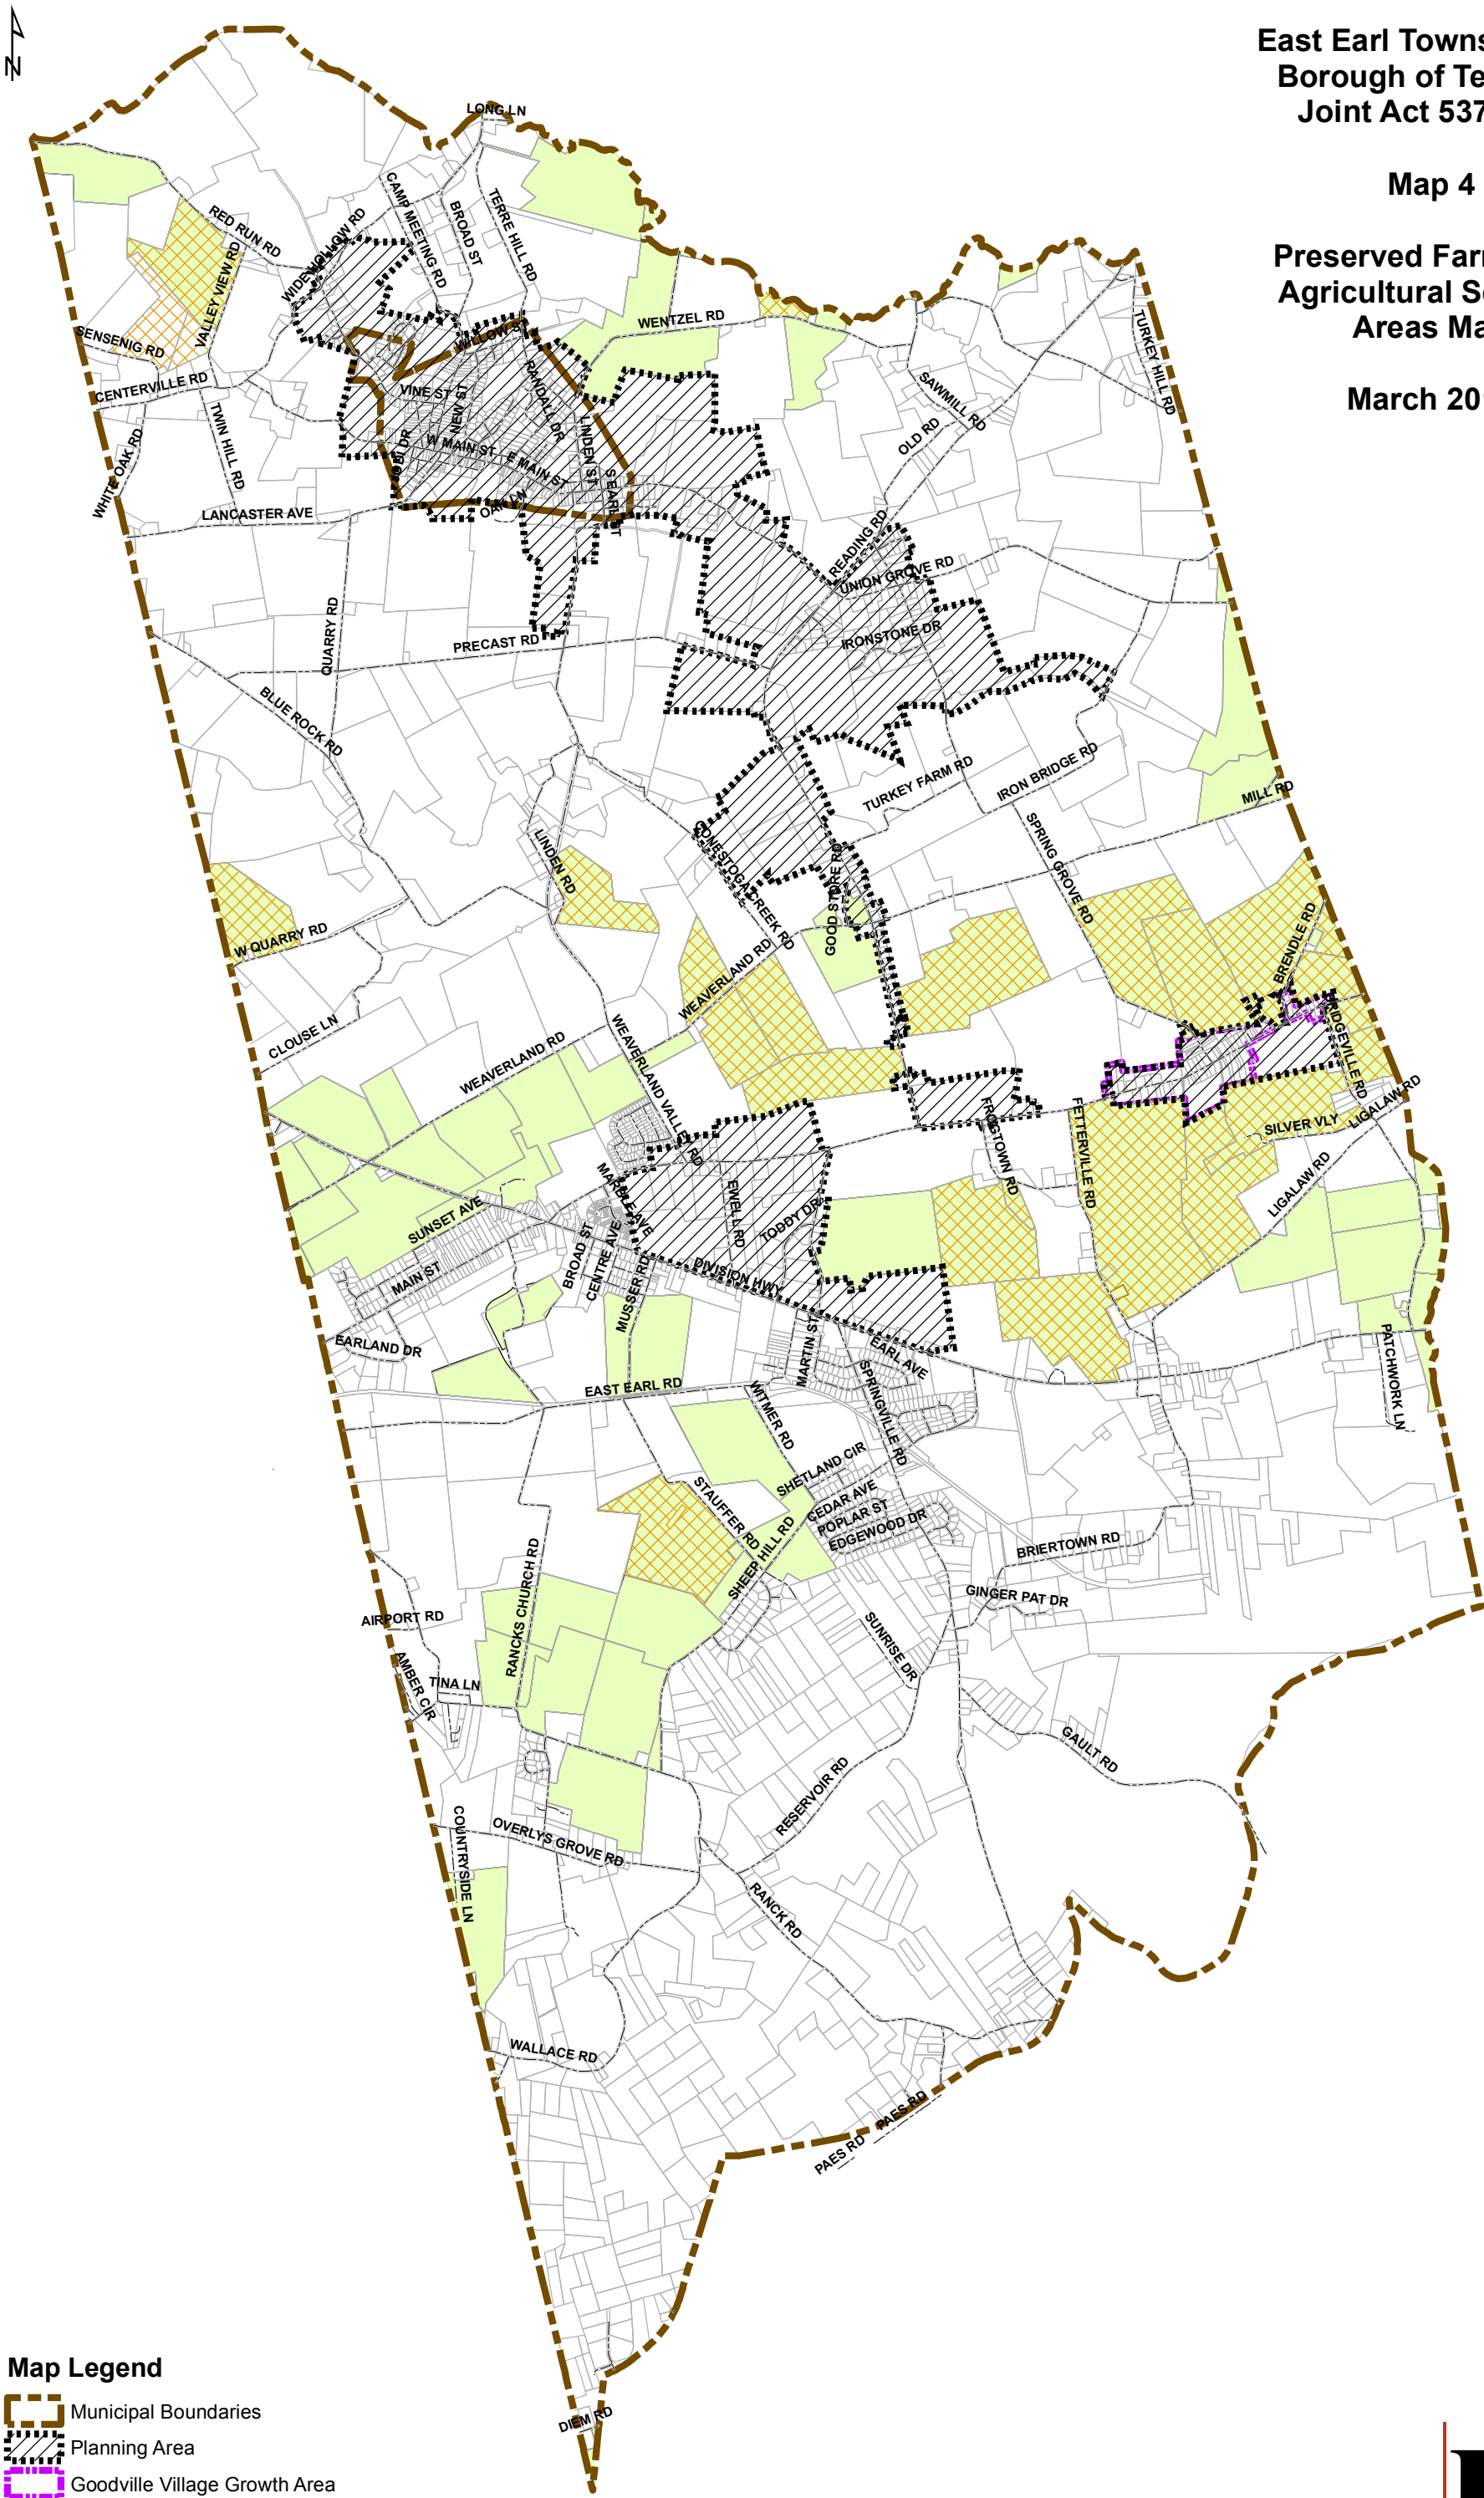 N
East Earl Towns
Borough of Te
Joint Act 537
Map 4
Preserved Far
Agricultural S
Areas Ma
March 20
LONG LN
CAMP MEETING RD
BROAD ST
TERRE HILL RD
RED RUN RD
WIDE HOLLOW RD
VALLEY VIEW RD
SENSENIG RD
CENTERVILLE RD
WENTZEL RD
WILLOW ST
TURKEY HILL RD
VINE ST
NEW ST
RANDALL DR
SAWMILL RD
OLD RD
TWIN HILL RD
WHITE OAK RD
W MAIN ST
E MAIN ST
LINDEN ST
S EARL ST
OAK LN
LANCASTER AVE
READING RD
UNION GROVE RD
IRONSTONE DR
QUARRY RD
PRECAST RD
BLUE ROCK RD
TURKEY FARM RD
IRON BRIDGE RD
MILL RD
LINDEN RD
CONESTOGA CREEK RD
GOOD STORE RD
SPRING GROVE RD
W QUARRY RD
WEAVERLAND RD
BRENDLE RD
CLOUSE LN
WEAVERLAND RD
WEAVERLAND VALLEY RD
BRIDGEVILLE RD
FROGTOWN RD
FETTERVILLE RD
SILVER VLY
LIGALAW RD
LIGALAW RD
MARBLE AVE
EWELL RD
TODDY DR
SUNSET AVE
MAIN ST
BROAD ST
CENTRE AVE
MUSSER RD
DIVISION HWY
EARLAND DR
MARTIN ST
EARL AVE
PATCHWORK LN
EAST EARL RD
WITMER RD
SPRINGVILLE RD
SHETLAND CIR
CEDAR AVE
POPLAR ST
EDGEWOOD DR
STAUFFER RD
SHEEP HILL RD
BRIERTOWN RD
GINGER PAT DR
RANCKS CHURCH RD
AIRPORT RD
AMBER CIR
TINA LN
SUNRISE DR
GAULT RD
RESERVOIR RD
COUNTRYSIDE LN
OVERLYS GROVE RD
RANCK RD
WALLACE RD
PAES RD
PAES RD
DIEM RD
Map Legend
Municipal Boundaries
Planning Area
Goodville Village Growth Area